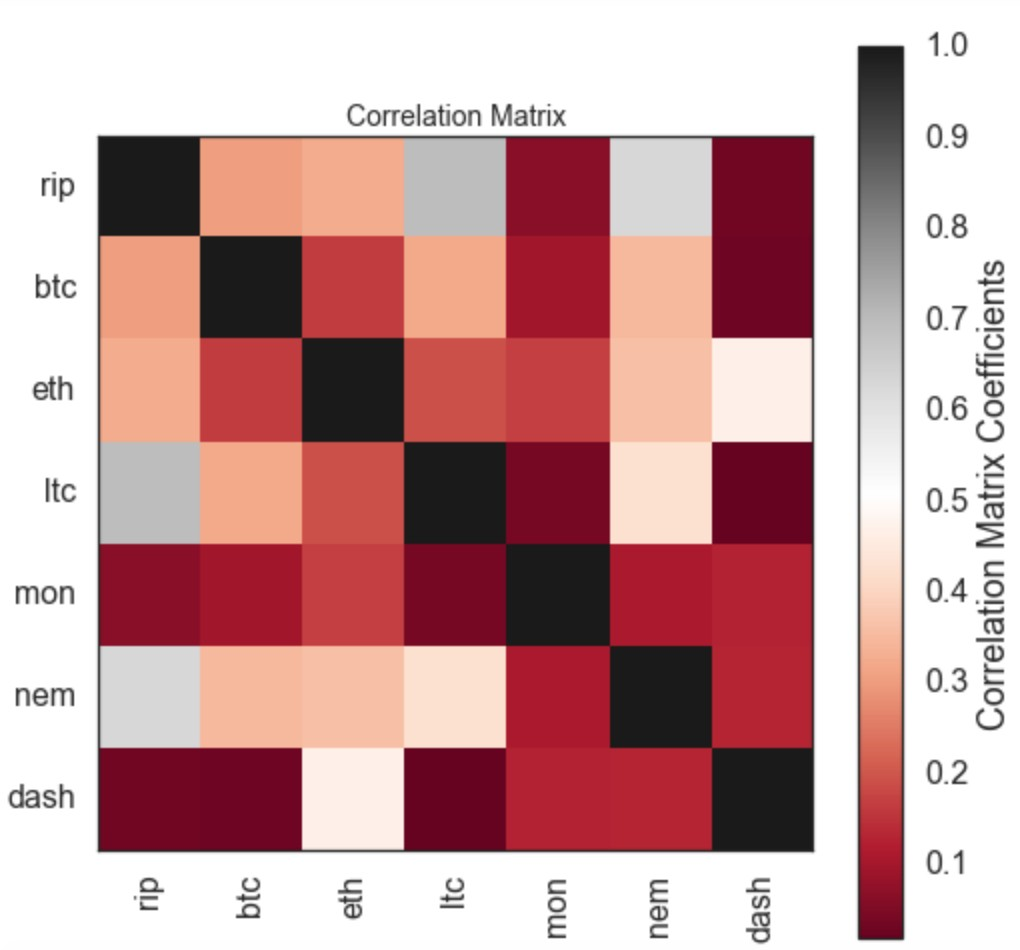 Correlation Matrix
rip
btc
eth
ltc
mon
nem
dash
rip
btc
eth
ltc
mon
nem
dash
1.0
0.9
0.8
0.7
0.6
0.5
0.4
0.3
0.2
0.1
Correlation Matrix Coefficients